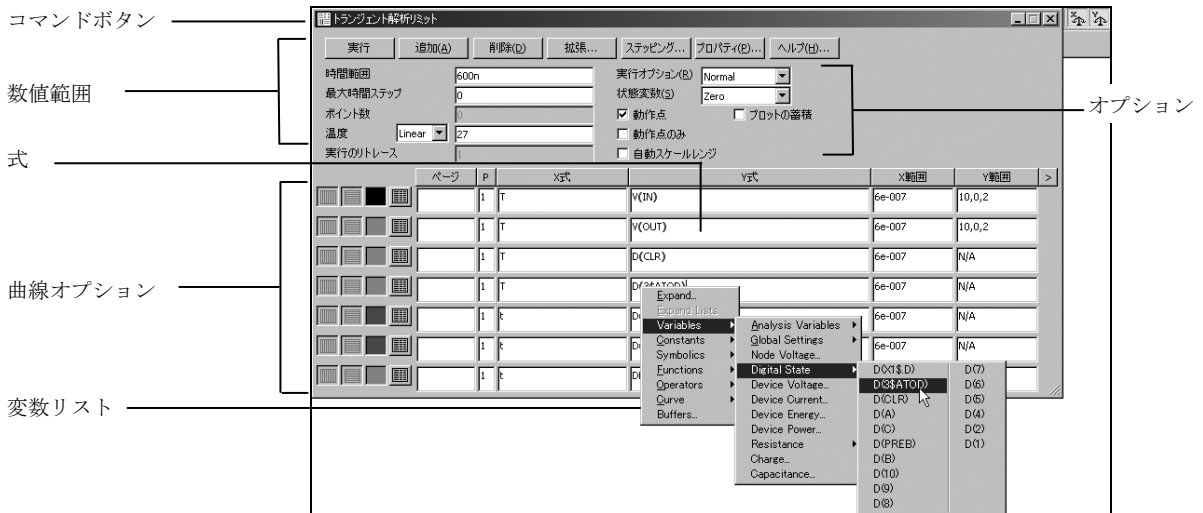 コマンドボタン
数値範囲
式
曲線オプション
変数リスト
オプション
トランジェント解析リミット
実行 追加(A) 削除(D) 拡張... ステッピング... プロパティ(P)... ヘルプ(H)...
時間範囲 600n
最大時間ステップ 0
ポイント数 0
温度 Linear 27
実行のリトレース 1
実行オプション(R) Normal
状態変数(S) Zero
動作点 プロットの蓄積
動作点のみ
自動スケールレンジ
ページ P X式 Y式 X範囲 Y範囲 >
1 T V(IN) 6e-007 10,0,2
1 T V(OUT) 6e-007 10,0,2
1 T D(CLR) 6e-007 N/A
1 T D(3$ATOD) 6e-007 N/A
1 t 6e-007 N/A
1 t 6e-007 N/A
1 t
Expand...
Expand Lists
Variables
Constants
Symbolics
Functions
Operators
Curve
Buffers...
Analysis Variables
Global Settings
Node Voltage...
Digital State
Device Voltage...
Device Current...
Device Energy...
Device Power...
Resistance
Charge...
Capacitance...
D(X1$.D)
D(3$ATOD)
D(CLR)
D(A)
D(C)
D(PREB)
D(B)
D(10)
D(9)
D(8)
D(7)
D(6)
D(5)
D(4)
D(2)
D(1)